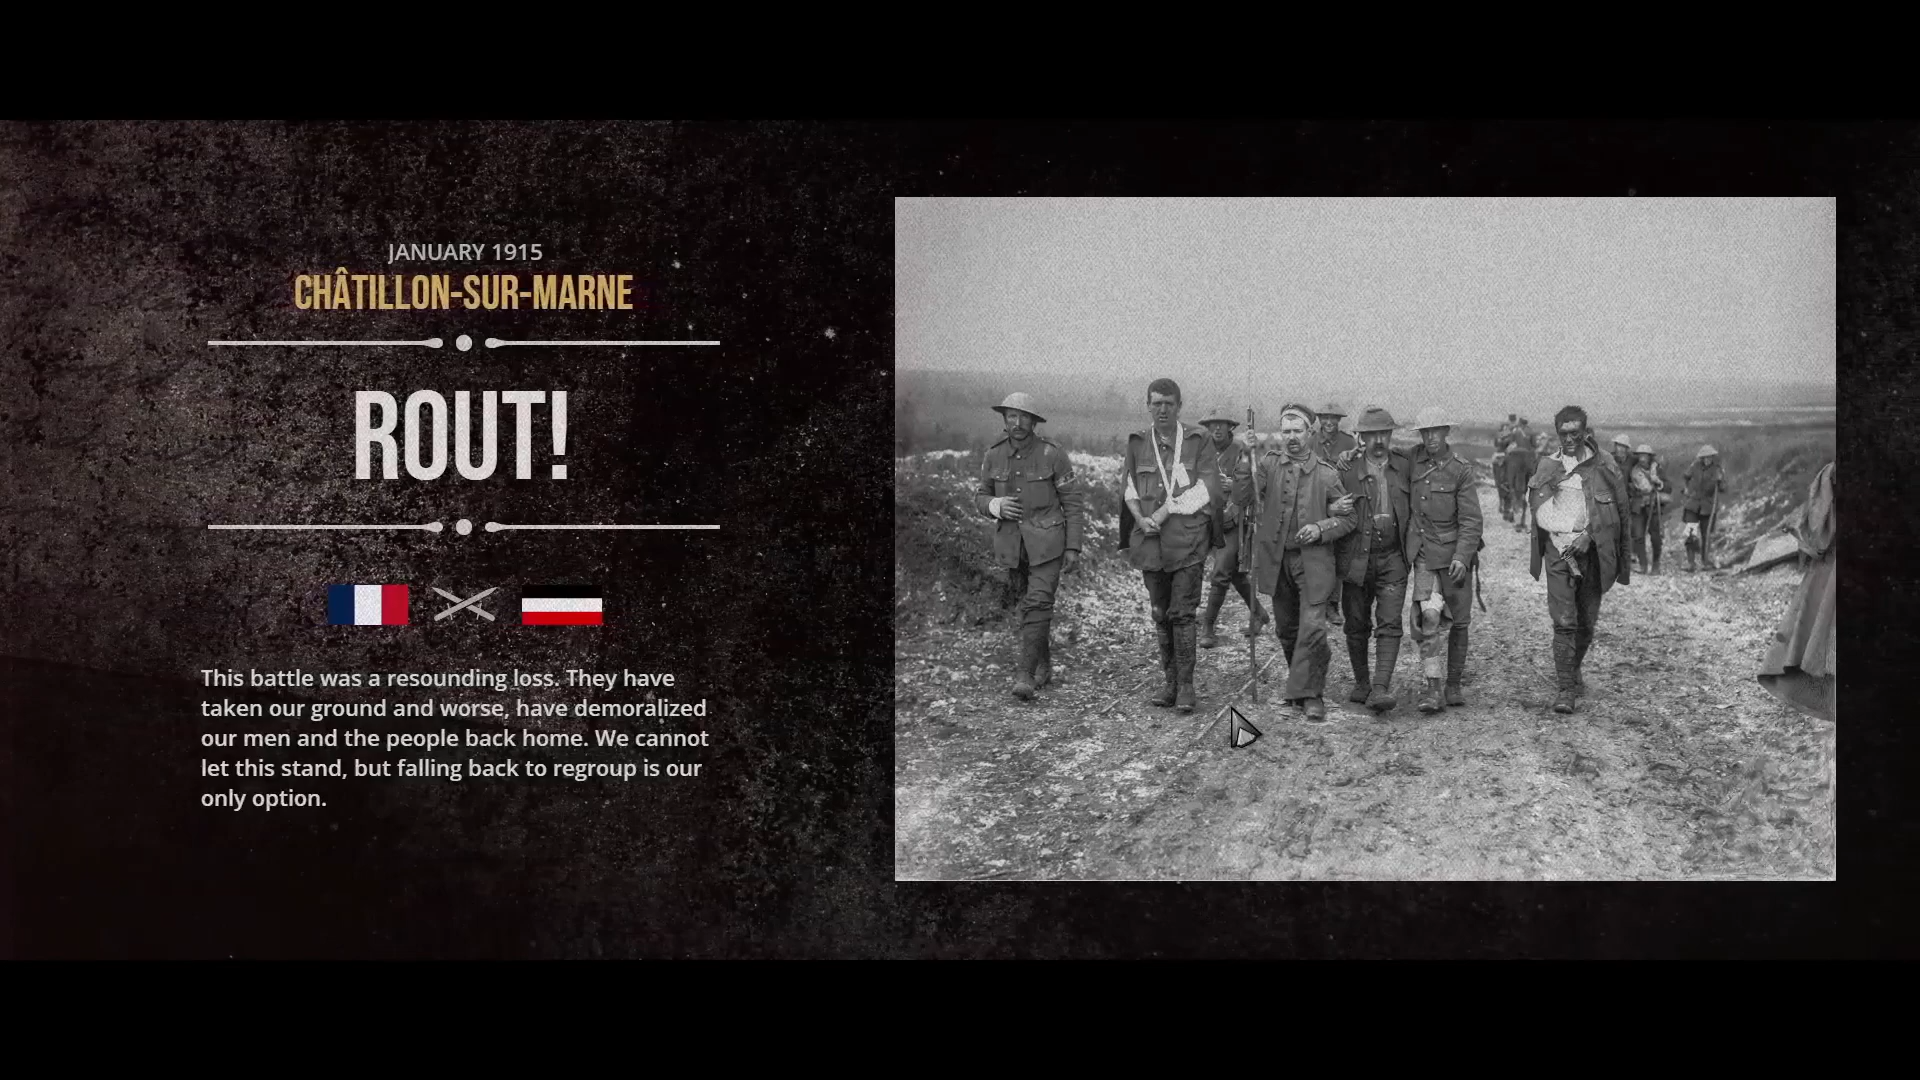 JANUARY 1915
CHÂTILLON-SUR-MARNE
ROUT!
This battle was a resounding loss. They have
taken our ground and worse, have demoralized
our men and the people back home. We cannot
let this stand, but falling back to regroup is our
only option.